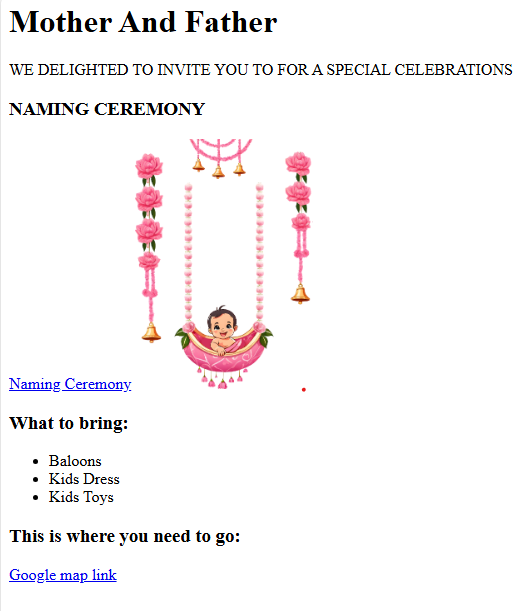 Mother And Father
WE DELIGHTED TO INVITE YOU TO FOR A SPECIAL CELEBRATIONS
NAMING CEREMONY
Naming Ceremony
What to bring:
Baloons
Kids Dress
Kids Toys
This is where you need to go:
Google map link